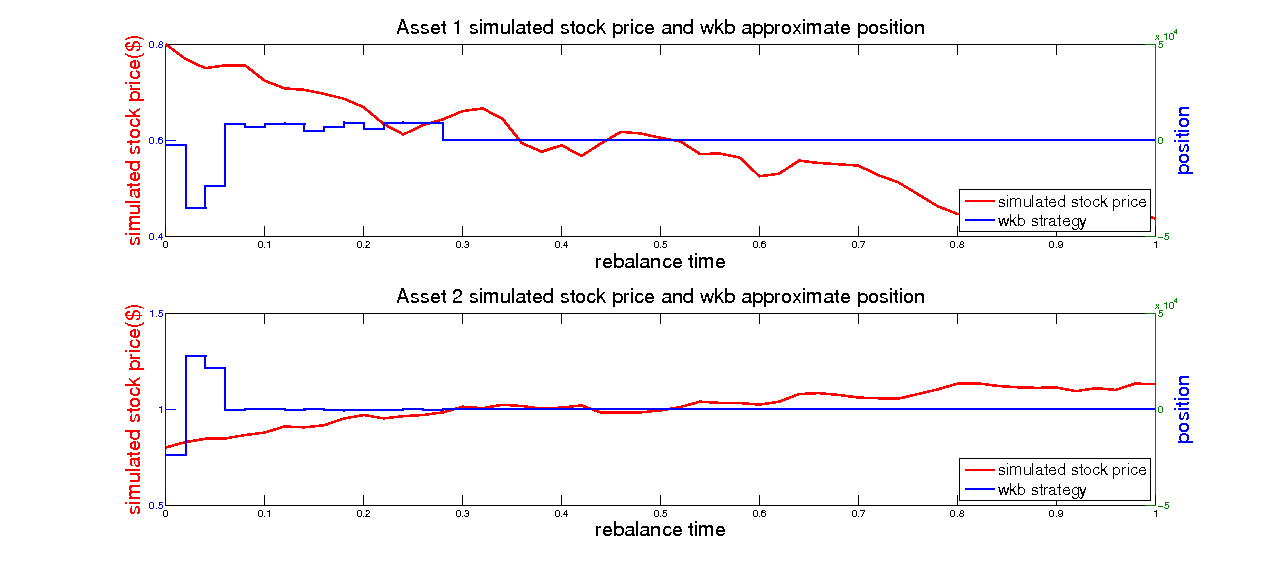 Asset 1 simulated stock price and wkb approximate position
x 10^4
0.8
5
simulated stock price($)
0.6
0
position
simulated stock price
wkb strategy
0.4
-5
0 0.1 0.2 0.3 0.4 0.5 0.6 0.7 0.8 0.9 1
rebalance time
Asset 2 simulated stock price and wkb approximate position
x 10^4
1.5
5
simulated stock price($)
1
0
position
simulated stock price
wkb strategy
0.5
-5
0 0.1 0.2 0.3 0.4 0.5 0.6 0.7 0.8 0.9 1
rebalance time